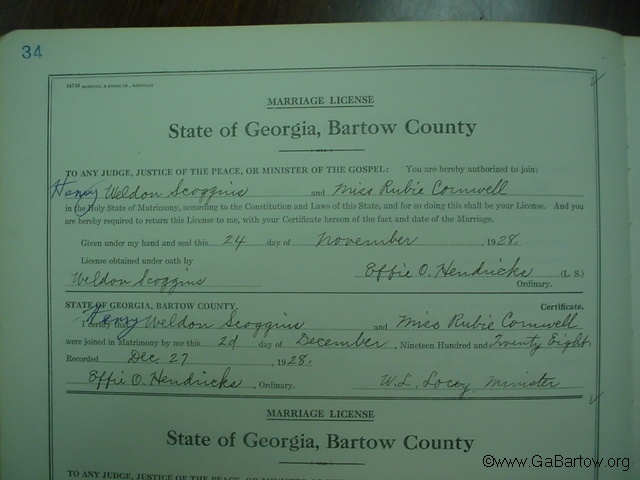 34
34719 MARSHALL & BRUCE CO., NASHVILLE
MARRIAGE LICENSE
State of Georgia, Bartow County
TO ANY JUDGE, JUSTICE OF THE PEACE, OR MINISTER OF THE GOSPEL: You are hereby authorized to join:
Henry Weldon Scoggins and Miss Rubie Cornwell
in the Holy State of Matrimony, according to the Constitution and Laws of this State, and for so doing this shall be your License. And you
are hereby required to return this License to me, with your Certificate hereon of the fact and date of the Marriage.
Given under my hand and seal this 24 day of November, 1928.
License obtained under oath by
Weldon Scoggins Effie O. Hendricks (L. S.)
Ordinary.
STATE OF GEORGIA, BARTOW COUNTY. Certificate.
I certify that Henry Weldon Scoggins and Miss Rubie Cornwell
were joined in Matrimony by me this 2d day of December, Nineteen Hundred and Twenty Eight.
Recorded Dec. 27, 1928.
Effie O. Hendricks, Ordinary. W.L. Locey, Minister
MARRIAGE LICENSE
State of Georgia, Bartow County
TO ANY JUDGE, JUSTICE OF THE PEACE, OR MINISTER
©www.GaBartow.org